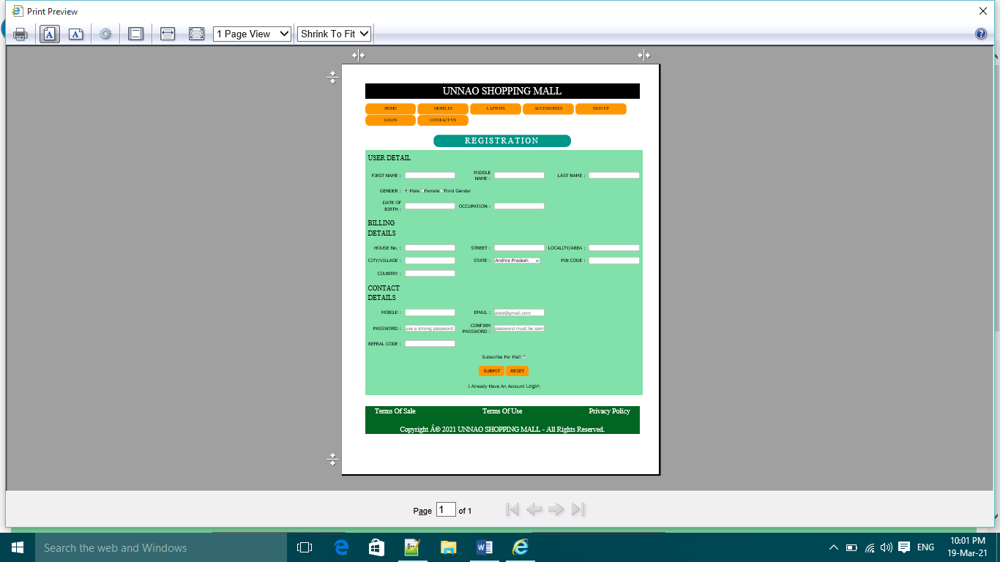 Print Preview
1 Page View Shrink To Fit
UNNAO SHOPPING MALL
HOME MOBILES LAPTOPS ACCESSORIES SIGN UP
LOGIN CONTACT US
REGISTRATION
USER DETAIL
FIRST NAME : MIDDLE NAME : LAST NAME :
GENDER : Male Female Third Gender
DATE OF BIRTH : OCCUPATION :
BILLING
DETAILS
HOUSE No. : STREET : LOCALITY/AREA :
CITY/VILLAGE : STATE : Andhra Pradesh PIN CODE :
COUNTRY :
CONTACT
DETAILS
MOBILE : EMAIL : abcd@gmail.com
PASSWORD : use a strong password CONFIRM PASSWORD : password must be sam
REFRAL CODE :
Subscribe For Mail
SUBMIT RESET
I Already Have An Account Login
Terms Of Sale Terms Of Use Privacy Policy
Copyright Â© 2021 UNNAO SHOPPING MALL - All Rights Reserved.
Page 1 of 1
Search the web and Windows
ENG
10:01 PM
19-Mar-21